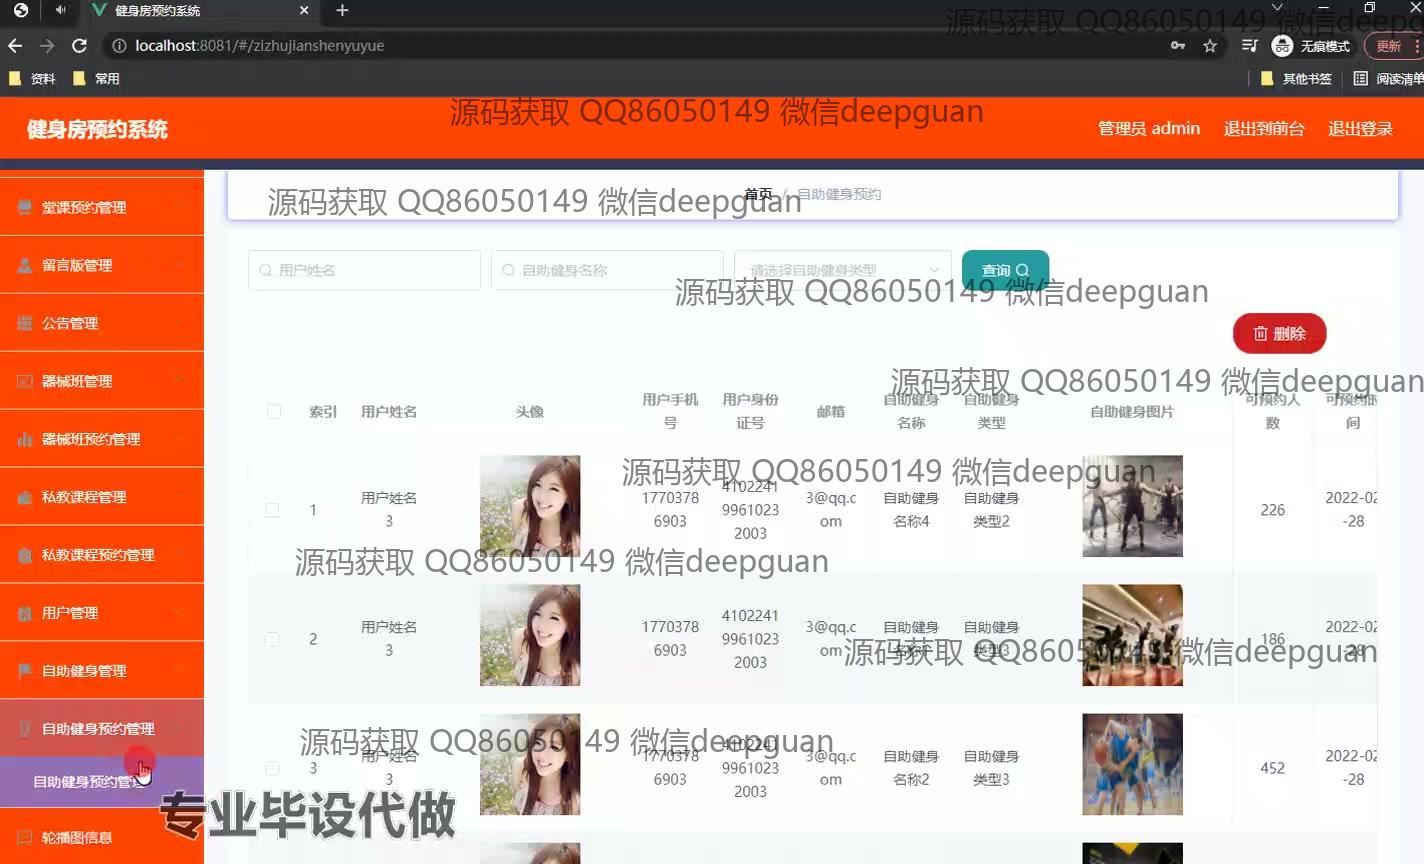 健身房预约系统
源码获取 QQ86050149 微信deepg
localhost:8081/#/zizhujianshenyuyue
无痕模式
更新
资料
常用
其他书签
阅读清单
健身房预约系统
源码获取 QQ86050149 微信deepguan
管理员 admin
退出到前台
退出登录
源码获取 QQ86050149 微信deepguan
首页 / 自助健身预约
堂课预约管理
留言版管理
公告管理
器械班管理
器械班预约管理
私教课程管理
私教课程预约管理
用户管理
自助健身管理
自助健身预约管理
自助健身预约管
轮播图信息
用户姓名
自助健身名称
请选择自助健身类型
查询
源码获取 QQ86050149 微信deepguan
删除
源码获取 QQ86050149 微信deepguan
索引 用户姓名 头像 用户手机号 用户身份证号 邮箱 自助健身名称 自助健身类型 自助健身图片 可预约人数 可预约时间
源码获取 QQ86050149 微信deepguan
1 用户姓名3 17703786903 410224199610232003 3@qq.com 自助健身名称4 自助健身类型2 226 2022-02-28
源码获取 QQ86050149 微信deepguan
2 用户姓名3 17703786903 410224199610232003 3@qq.com 自助健身 自助健身类型3 186 2022-02-28
源码获取 QQ86050149 微信deepguan
源码获取 QQ86050149 微信deepguan
3 用户姓名3 17703786903 410224199610232003 3@qq.com 自助健身名称2 自助健身类型3 452 2022-02-28
专业毕设代做